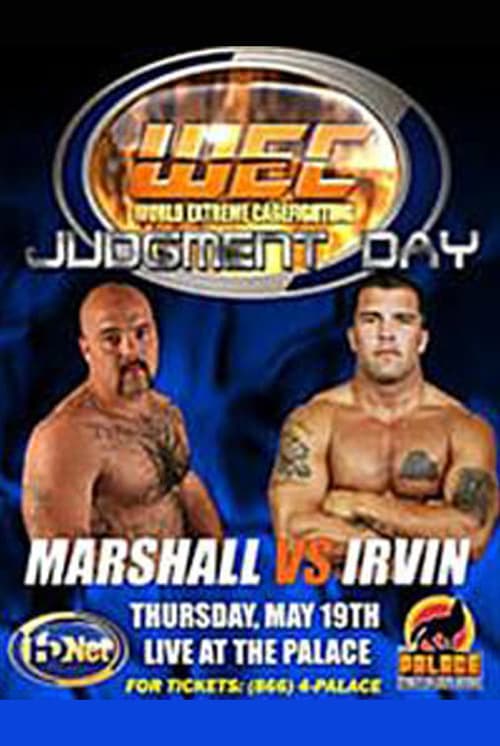 WEC
WORLD EXTREME CAGEFIGHTING
JUDGMENT DAY
MARSHALL VS IRVIN
THURSDAY, MAY 19TH
LIVE AT THE PALACE
FOR TICKETS: (866) 4-PALACE
HDNet
PALACE